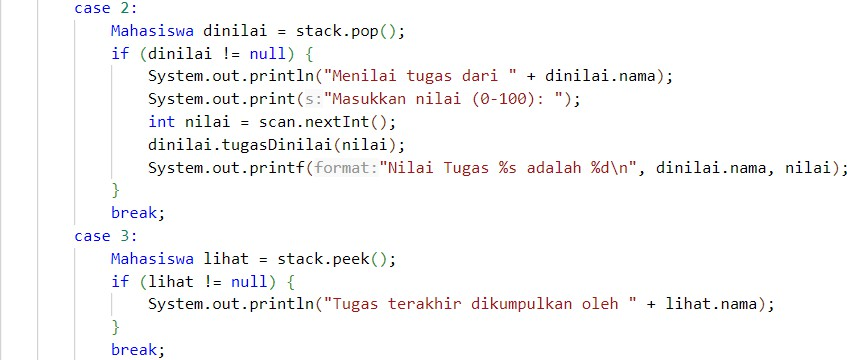 case 2:
Mahasiswa dinilai = stack.pop();
if (dinilai != null) {
System.out.println("Menilai tugas dari " + dinilai.nama);
System.out.print(s:"Masukkan nilai (0-100): ");
int nilai = scan.nextInt();
dinilai.tugasDinilai(nilai);
System.out.printf(format:"Nilai Tugas %s adalah %d\n", dinilai.nama, nilai);
}
break;
case 3:
Mahasiswa lihat = stack.peek();
if (lihat != null) {
System.out.println("Tugas terakhir dikumpulkan oleh " + lihat.nama);
}
break;